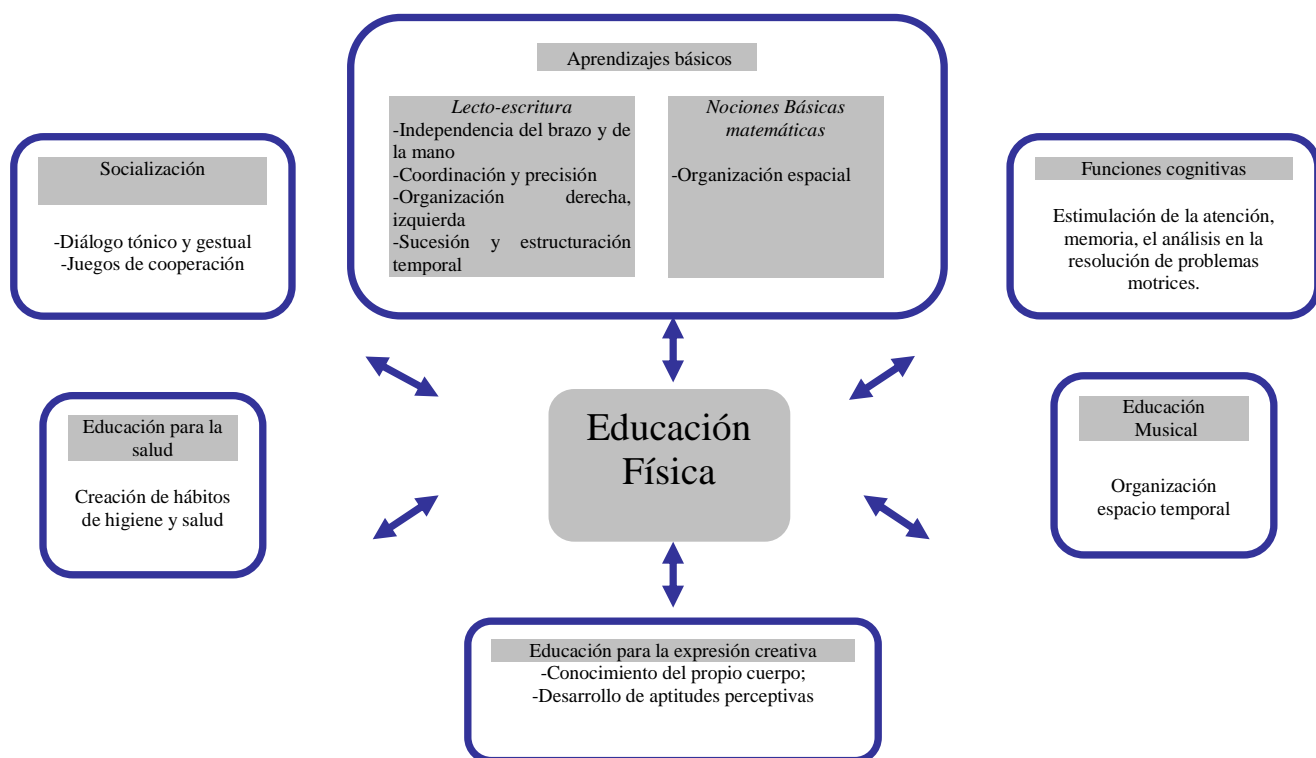 Aprendizajes básicos
Lecto-escritura
-Independencia del brazo y de
la mano
-Coordinación y precisión
-Organización derecha,
izquierda
-Sucesión y estructuración
temporal
Nociones Básicas
matemáticas
-Organización espacial
Socialización
-Diálogo tónico y gestual
-Juegos de cooperación
Funciones cognitivas
Estimulación de la atención,
memoria, el análisis en la
resolución de problemas
motrices.
Educación para la
salud
Creación de hábitos
de higiene y salud
Educación
Física
Educación
Musical
Organización
espacio temporal
Educación para la expresión creativa
-Conocimiento del propio cuerpo;
-Desarrollo de aptitudes perceptivas